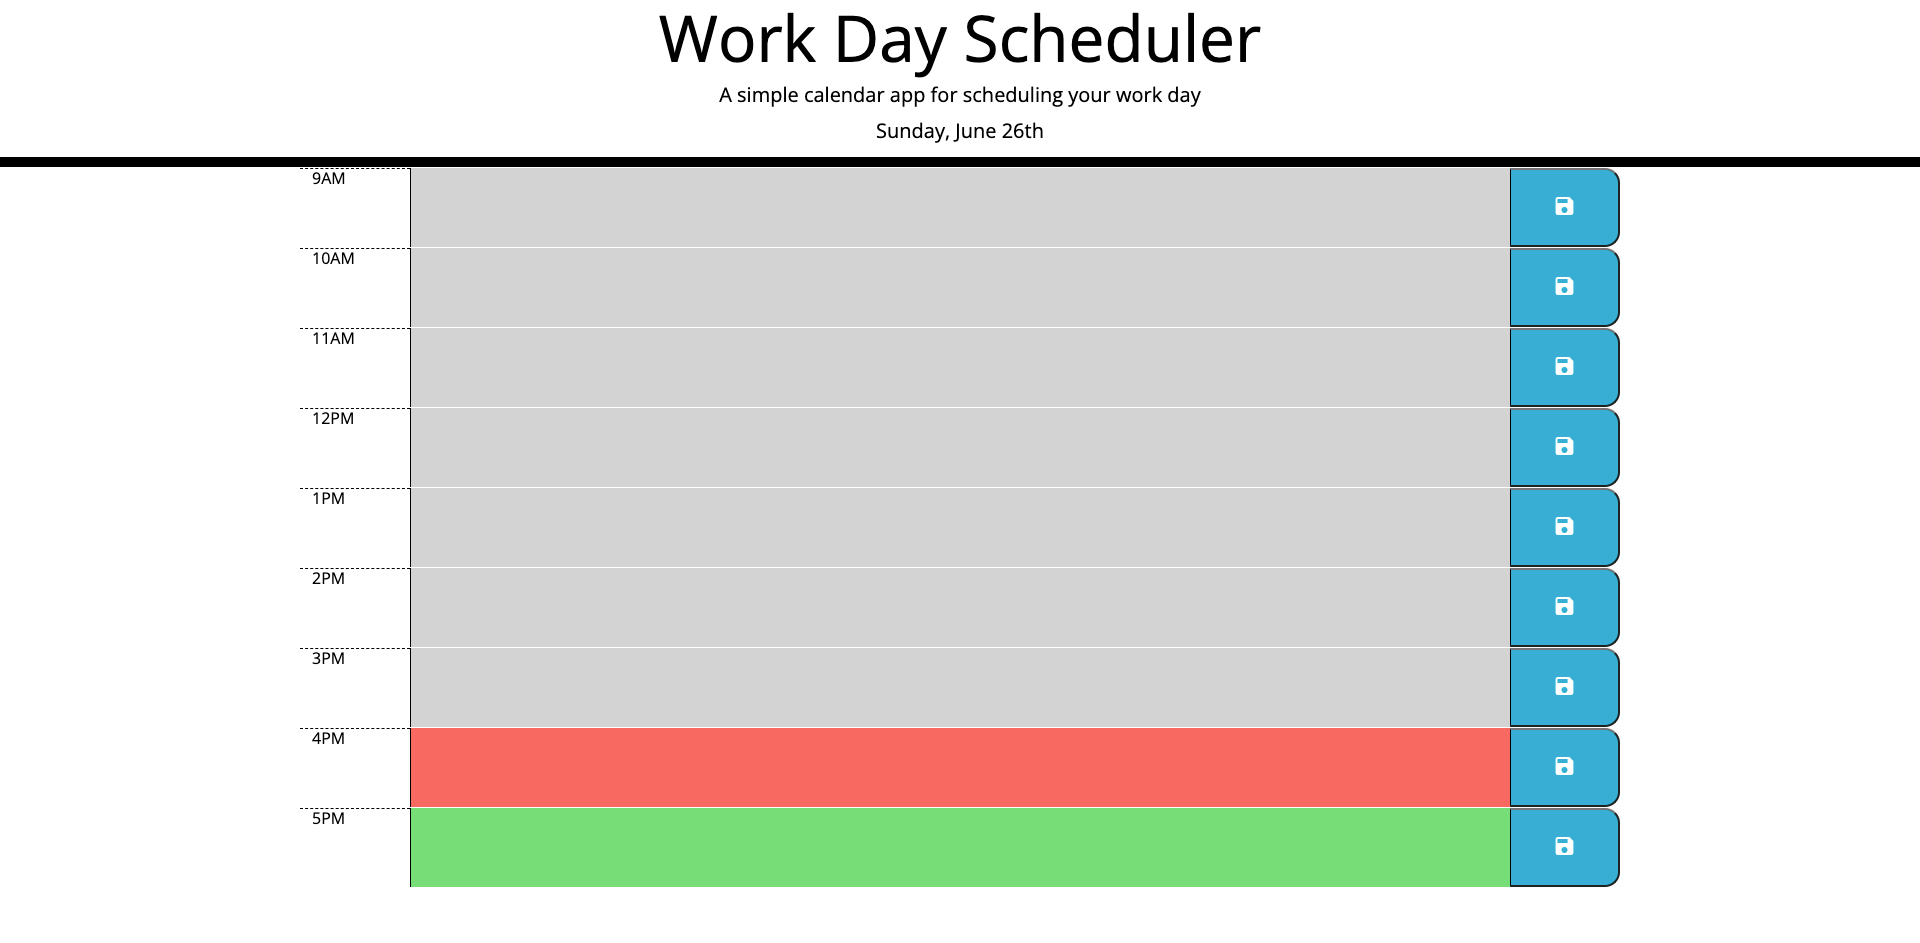 Work Day Scheduler
A simple calendar app for scheduling your work day
Sunday, June 26th
9AM
10AM
11AM
12PM
1PM
2PM
3PM
4PM
5PM